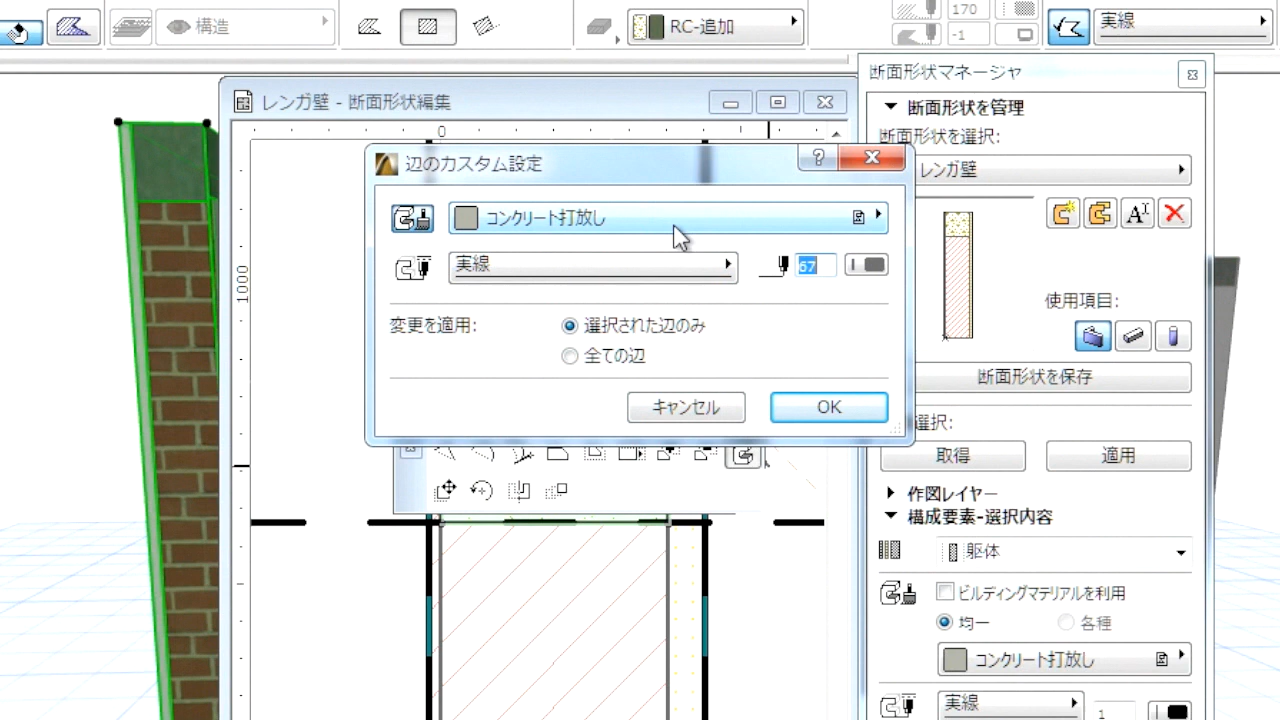 構造
RC-追加
170
-1
実線
断面形状マネージャ
レンガ壁 - 断面形状編集
断面形状を管理
0
断面形状を選択:
辺のカスタム設定
?
レンガ壁
コンクリート打放し
A
実線
67
1000
使用項目:
変更を適用:
選択された辺のみ
全ての辺
断面形状を保存
キャンセル
OK
選択:
取得
適用
作図レイヤー
構成要素-選択内容
躯体
ビルディングマテリアルを利用
均一
各種
コンクリート打放し
実線
1